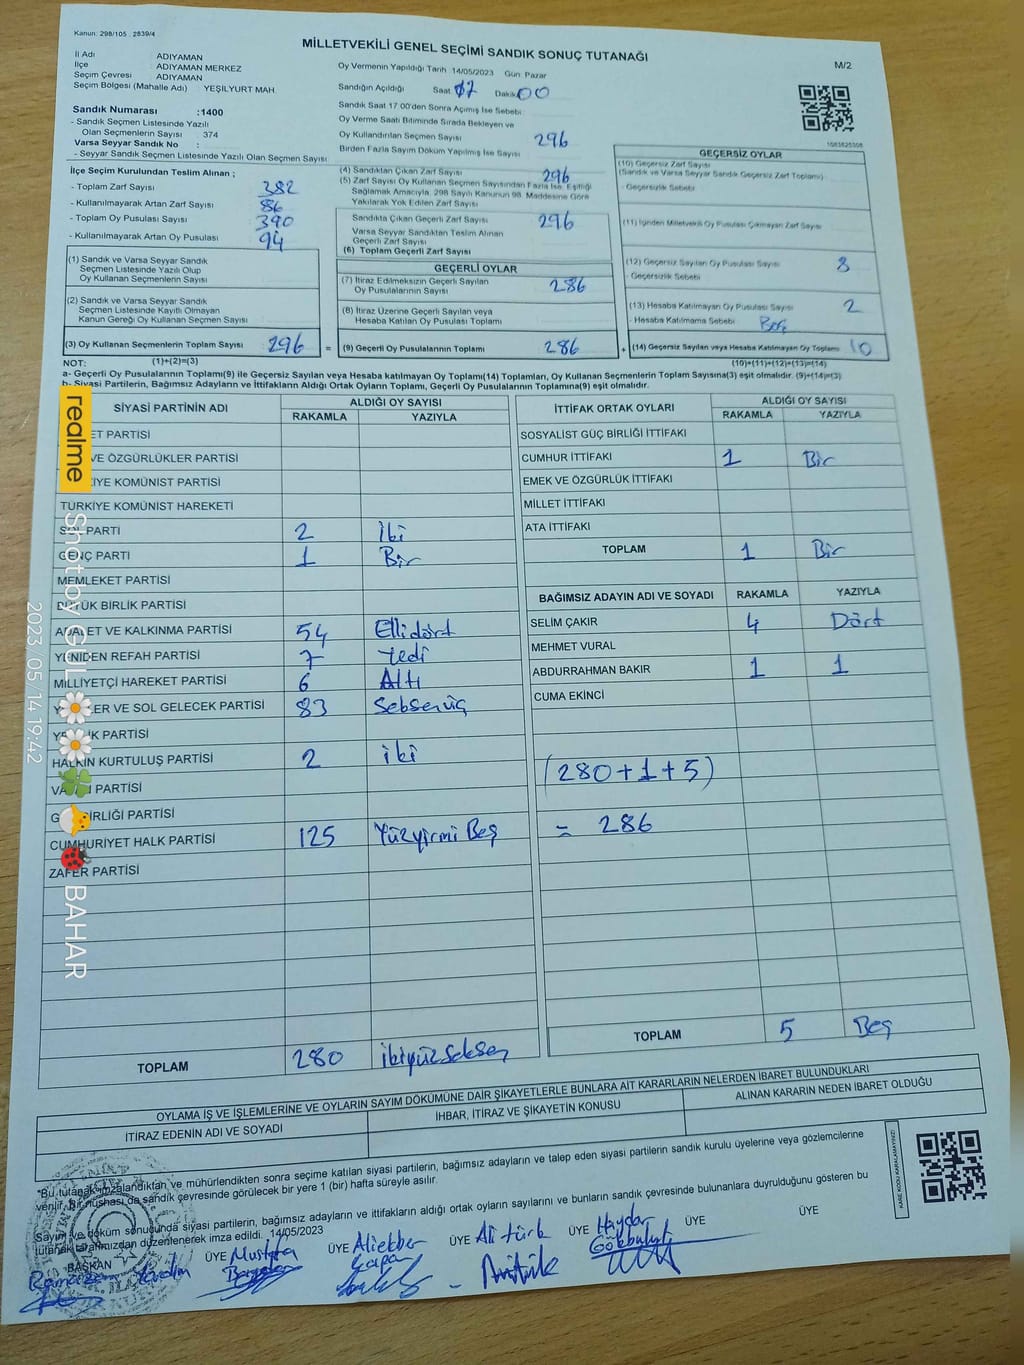 Kanun: 298/105 . 2839/4
MİLLETVEKİLİ GENEL SEÇİMİ SANDIK SONUÇ TUTANAĞI
M/2
İl Adı ADIYAMAN
İlçe ADIYAMAN MERKEZ
Seçim Çevresi ADIYAMAN
Seçim Bölgesi (Mahalle Adı) YEŞİLYURT MAH.
Sandık Numarası :1400
- Sandık Seçmen Listesinde Yazılı
Olan Seçmenlerin Sayısı 374
Varsa Seyyar Sandık No :
- Seyyar Sandık Seçmen Listesinde Yazılı Olan Seçmen Sayısı
İlçe Seçim Kurulundan Teslim Alınan ;
- Toplam Zarf Sayısı 382
- Kullanılmayarak Artan Zarf Sayısı 86
- Toplam Oy Pusulası Sayısı 390
- Kullanılmayarak Artan Oy Pusulası 94
(1) Sandık ve Varsa Seyyar Sandık
Seçmen Listesinde Yazılı Olup
Oy Kullanan Seçmenlerin Sayısı
(2) Sandık ve Varsa Seyyar Sandık
Seçmen Listesinde Kayıtlı Olmayan
Kanun Gereği Oy Kullanan Seçmen Sayısı
(3) Oy Kullanan Seçmenlerin Toplam Sayısı 296
Oy Vermenin Yapıldığı Tarih 14/05/2023 Gün Pazar
Sandığın Açıldığı Saat 17 Dakika 00
Sandık Saat 17.00'den Sonra Açılmış İse Sebebi :
Oy Verme Saati Bitiminde Sırada Bekleyen ve
Oy Kullandırılan Seçmen Sayısı 296
Birden Fazla Sayım Döküm Yapılmış İse Sayısı
(4) Sandıktan Çıkan Zarf Sayısı 296
(5) Zarf Sayısı Oy Kullanan Seçmen Sayısından Fazla İse, Eşitliği
Sağlamak Amacıyla, 298 Sayılı Kanunun 98. Maddesine Göre
Yakılarak Yok Edilen Zarf Sayısı
Sandıkta Çıkan Geçerli Zarf Sayısı 296
Varsa Seyyar Sandıktan Teslim Alınan
Geçerli Zarf Sayısı
(6) Toplam Geçerli Zarf Sayısı
GEÇERLİ OYLAR
(7) İtiraz Edilmeksizin Geçerli Sayılan
Oy Pusulalarının Sayısı 286
(8) İtiraz Üzerine Geçerli Sayılan veya
Hesaba Katılan Oy Pusulası Toplamı
= (9) Geçerli Oy Pusulalarının Toplamı 286
1083625308
GEÇERSİZ OYLAR
(10) Geçersiz Zarf Sayısı
(Sandık ve Varsa Seyyar Sandık Geçersiz Zarf Toplamı)
- Geçersizlik Sebebi
(11) İçinden Milletvekili Oy Pusulası Çıkmayan Zarf Sayısı
(12) Geçersiz Sayılan Oy Pusulası Sayısı 8
- Geçersizlik Sebebi
(13) Hesaba Katılmayan Oy Pusulası Sayısı 2
- Hesaba Katılmama Sebebi Boş
+ (14) Geçersiz Sayılan veya Hesaba Katılmayan Oy Toplamı 10
NOT: (1)+(2)=(3) (10)+(11)+(12)+(13)=(14)
a- Geçerli Oy Pusulalarının Toplamı(9) ile Geçersiz Sayılan veya Hesaba katılmayan Oy Toplamı(14) Toplamları, Oy Kullanan Seçmenlerin Toplam Sayısına(3) eşit olmalıdır. (9)+(14)=(3)
b- Siyasi Partilerin, Bağımsız Adayların ve İttifakların Aldığı Ortak Oyların Toplamı, Geçerli Oy Pusulalarının Toplamına(9) eşit olmalıdır.
SİYASİ PARTİNİN ADI ALDIĞI OY SAYISI
RAKAMLA YAZIYLA
ET PARTİSİ
VE ÖZGÜRLÜKLER PARTİSİ
İYE KOMÜNİST PARTİSİ
TÜRKİYE KOMÜNİST HAREKETİ
SOL PARTİ 2 İki
GENÇ PARTİ 1 Bir
MEMLEKET PARTİSİ
BÜYÜK BİRLİK PARTİSİ
ADALET VE KALKINMA PARTİSİ 54 Ellidört
YENİDEN REFAH PARTİSİ 7 Yedi
MİLLİYETÇİ HAREKET PARTİSİ 6 Altı
LER VE SOL GELECEK PARTİSİ 83 Seksenüç
K PARTİSİ
HALKIN KURTULUŞ PARTİSİ 2 iki
PARTİSİ
BİRLİĞİ PARTİSİ
CUMHURİYET HALK PARTİSİ 125 Yüzyirmi Beş
ZAFER PARTİSİ
TOPLAM 280 ikiyüzseksen
İTTİFAK ORTAK OYLARI ALDIĞI OY SAYISI
RAKAMLA YAZIYLA
SOSYALİST GÜÇ BİRLİĞİ İTTİFAKI
CUMHUR İTTİFAKI 1 Bir
EMEK VE ÖZGÜRLÜK İTTİFAKI
MİLLET İTTİFAKI
ATA İTTİFAKI
TOPLAM 1 Bir
BAĞIMSIZ ADAYIN ADI VE SOYADI RAKAMLA YAZIYLA
SELİM ÇAKIR 4 Dört
MEHMET VURAL
ABDURRAHMAN BAKIR 1 1
CUMA EKİNCİ
(280+1+5)
= 286
TOPLAM 5 Beş
OYLAMA İŞ VE İŞLEMLERİNE VE OYLARIN SAYIM DÖKÜMÜNE DAİR ŞİKAYETLERLE BUNLARA AİT KARARLARIN NELERDEN İBARET BULUNDUKLARI
İTİRAZ EDENİN ADI VE SOYADI İHBAR, İTİRAZ VE ŞİKAYETİN KONUSU ALINAN KARARIN NEDEN İBARET OLDUĞU
"Bu tutanak imzalandıktan ve mühürlendikten sonra seçime katılan siyasi partilerin, bağımsız adayların ve talep eden siyasi partilerin sandık kurulu üyelerine veya gözlemcilerine
verilir, bir nüshası da sandık çevresinde görülecek bir yere 1 (bir) hafta süreyle asılır.
Sayım ve döküm sonucunda siyasi partilerin, bağımsız adayların ve ittifakların aldığı ortak oyların sayılarını ve bunların sandık çevresinde bulunanlara duyrulduğunu gösteren bu
tutanak tarafımızdan düzenlenerek imza edildi. 14/05/2023
KARE KODU KARALAMAYINIZ!
BAŞKAN ÜYE ÜYE ÜYE ÜYE ÜYE ÜYE
Ramazan Yardım
Mustafa
Aliekber
Ali türk
Haydar
realme Shot by GÜL BAHAR
2023/05/14 19:42